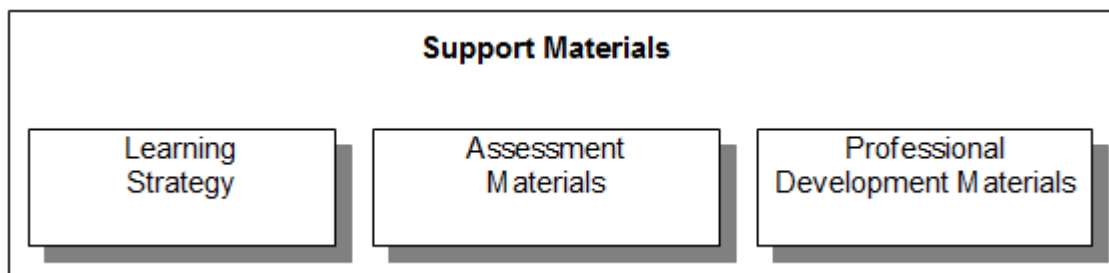 Support Materials
Learning
Strategy
Assessment
Materials
Professional
Development Materials